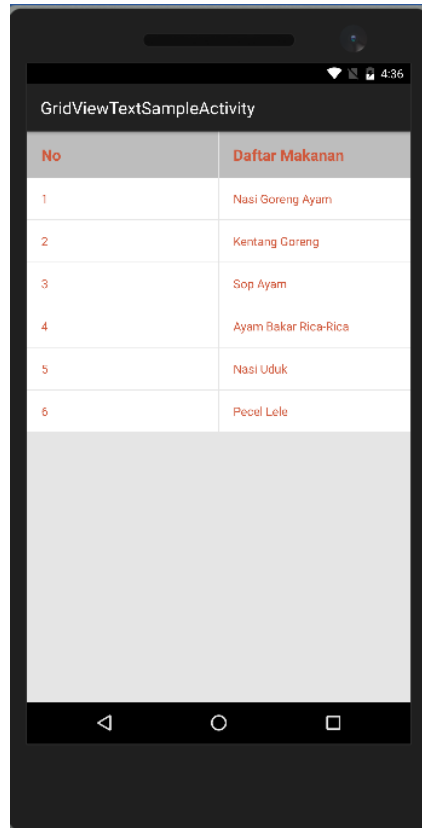 4:36
GridViewTextSampleActivity
No Daftar Makanan
1 Nasi Goreng Ayam
2 Kentang Goreng
3 Sop Ayam
4 Ayam Bakar Rica-Rica
5 Nasi Uduk
6 Pecel Lele